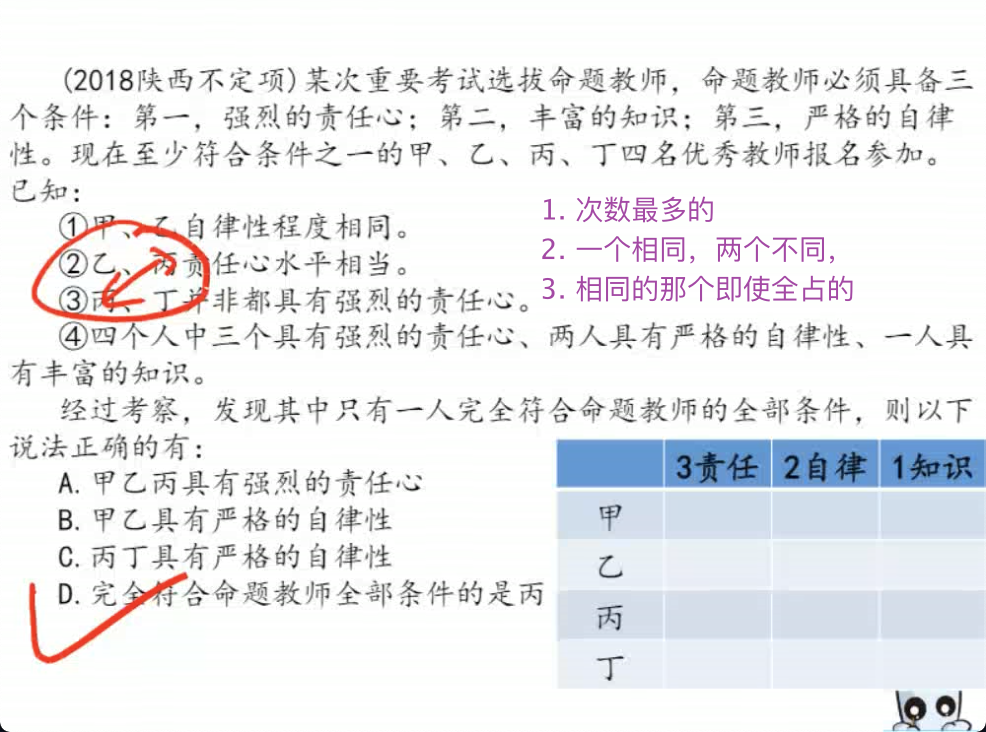 (2018陕西不定项)某次重要考试选拔命题教师，命题教师必须具备三
个条件：第一，强烈的责任心；第二，丰富的知识；第三，严格的自律
性。现在至少符合条件之一的甲、乙、丙、丁四名优秀教师报名参加。
已知：
①甲、乙自律性程度相同。
②乙、丙责任心水平相当。
③丙、丁并非都具有强烈的责任心。
④四个人中三个具有强烈的责任心、两人具有严格的自律性、一人具
有丰富的知识。
经过考察，发现其中只有一人完全符合命题教师的全部条件，则以下
说法正确的有：
A. 甲乙丙具有强烈的责任心
B. 甲乙具有严格的自律性
C. 丙丁具有严格的自律性
D. 完全符合命题教师全部条件的是丙
1. 次数最多的
2. 一个相同，两个不同，
3. 相同的那个即使全占的
3责任 2自律 1知识
甲
乙
丙
丁